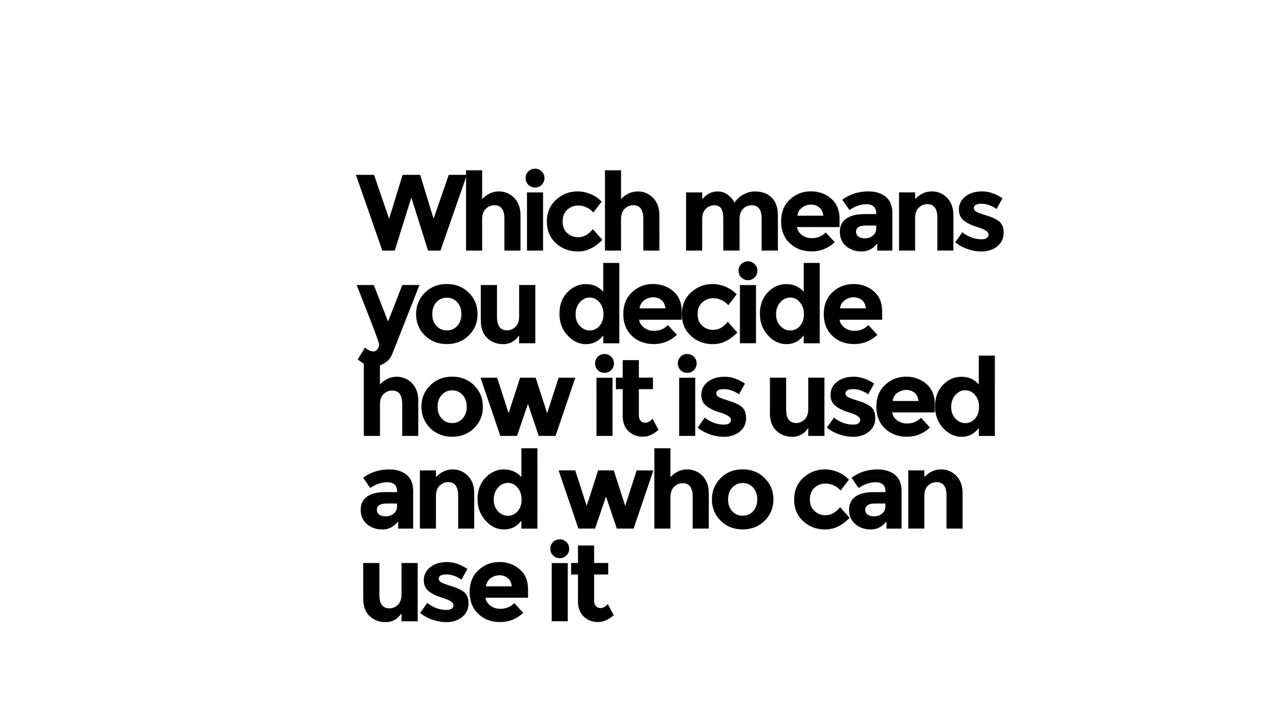 Which means
you decide
how it is used
and who can
use it